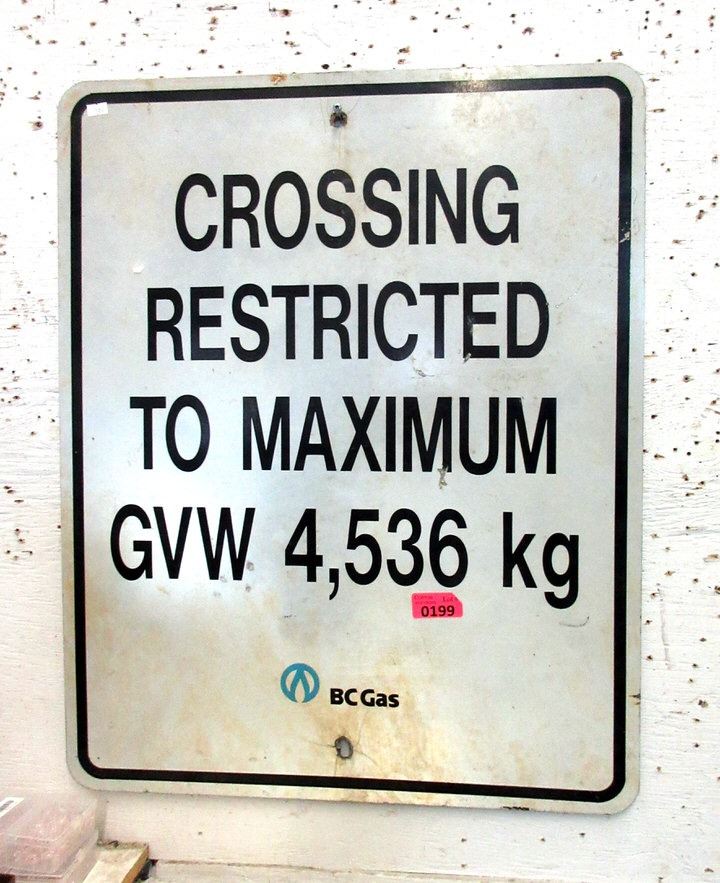 CROSSING
RESTRICTED
TO MAXIMUM
GVW 4,536 kg
0199
BC Gas